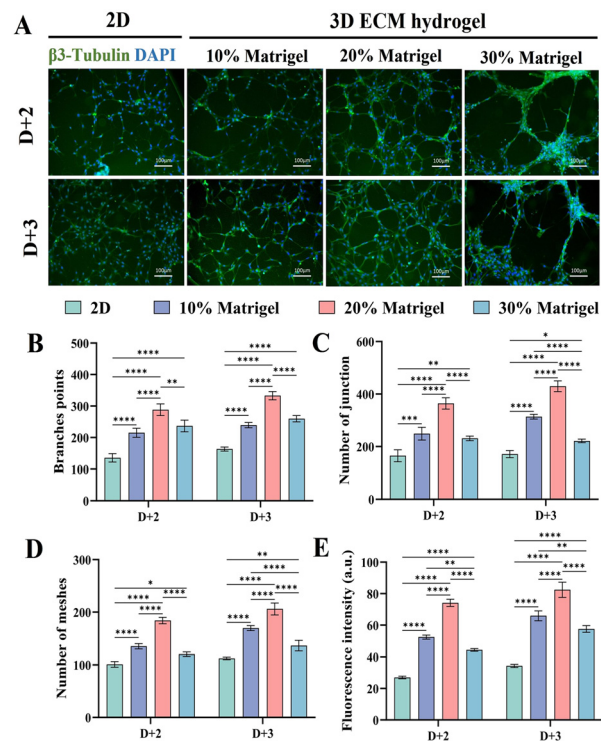 A
2D
3D ECM hydrogel
β3-Tubulin DAPI
10% Matrigel
20% Matrigel
30% Matrigel
D+2
100μm
100μm
100μm
100μm
D+3
100μm
100μm
100μm
100μm
2D
10% Matrigel
20% Matrigel
30% Matrigel
B
Branches points
500
400
300
200
100
0
****
****
****
**
****
****
****
****
****
****
D+2
D+3
C
Number of junction
600
400
200
0
**
****
****
****
***
*
****
****
****
****
D+2
D+3
D
Number of meshes
300
200
100
0
*
****
****
****
****
**
****
****
****
****
****
D+2
D+3
E
Fluorescence intensity (a.u.)
100
80
60
40
20
0
****
**
****
****
****
****
****
**
****
****
****
****
D+2
D+3